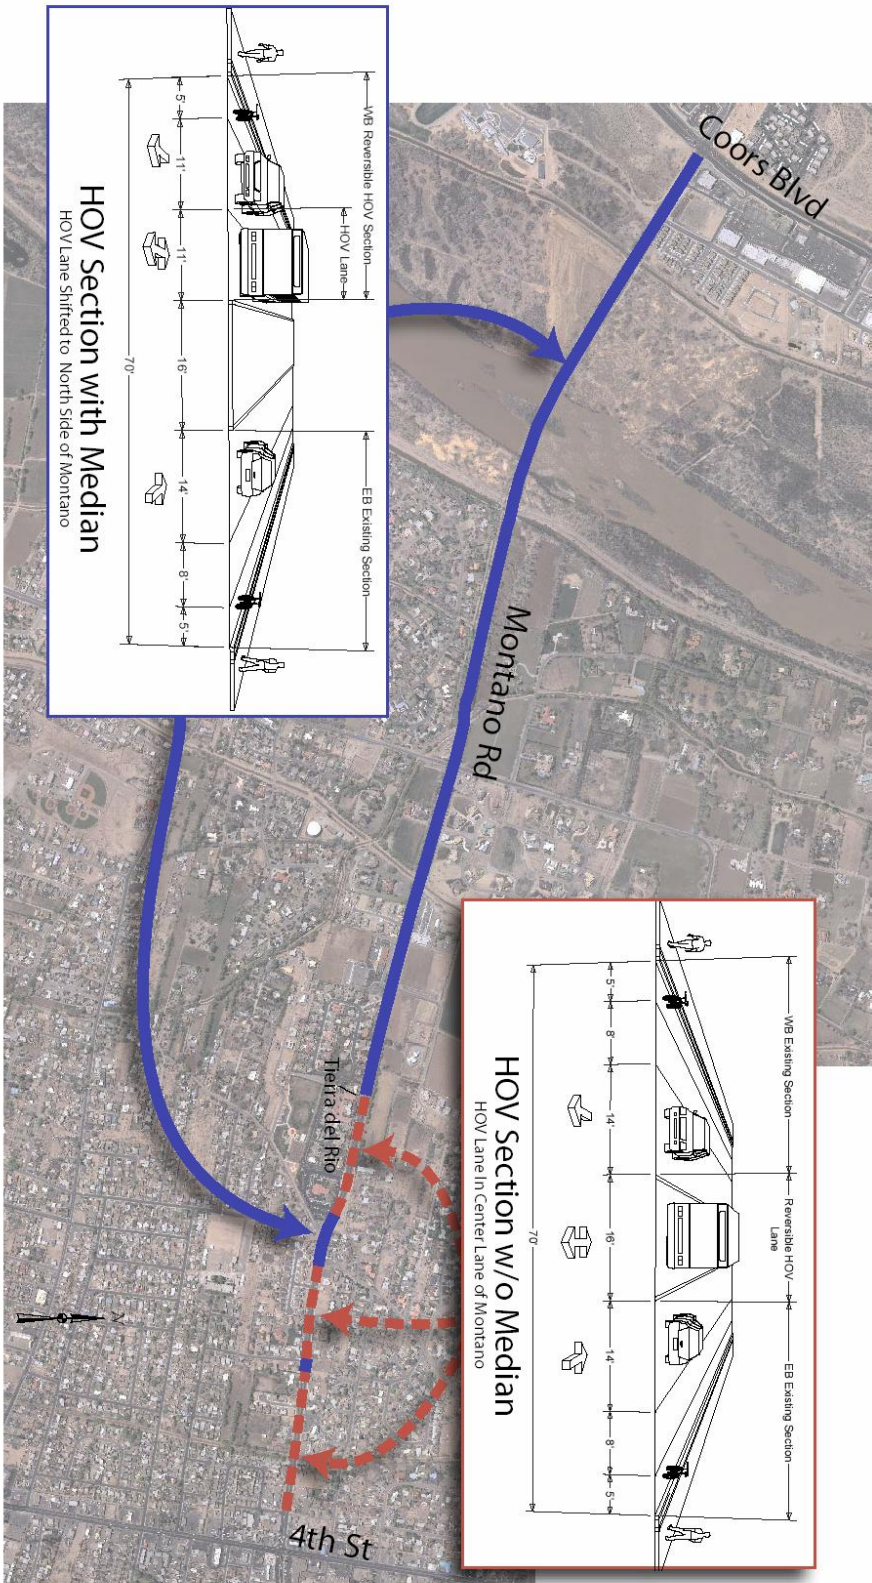 Coors Blvd
Montano Rd
Tierra del Rio
4th St
WB Reversible HOV Section
HOV Lane
EB Existing Section
5'
11'
11'
16'
14'
8'
5'
70'
HOV Section with Median
HOV Lane Shifted to North Side of Montano
WB Existing Section
Reversible HOV
Lane
EB Existing Section
5'
8'
14'
16'
14'
8'
5'
70'
HOV Section w/o Median
HOV Lane In Center Lane of Montano
N